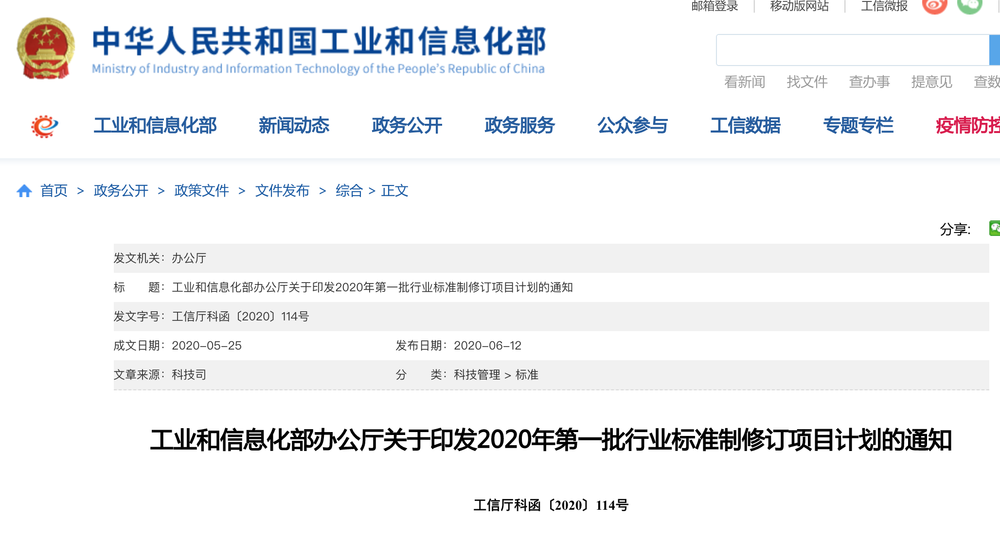 邮箱登录 | 移动版网站 | 工信微报
中华人民共和国工业和信息化部
Ministry of Industry and Information Technology of the People's Republic of China
看新闻 找文件 查办事 提意见 查数
工业和信息化部 新闻动态 政务公开 政务服务 公众参与 工信数据 专题专栏 疫情防控
首页 > 政务公开 > 政策文件 > 文件发布 > 综合 > 正文
分享:
发文机关：办公厅
标　　题：工业和信息化部办公厅关于印发2020年第一批行业标准制修订项目计划的通知
发文字号：工信厅科函〔2020〕114号
成文日期：2020-05-25 发布日期：2020-06-12
文章来源：科技司 分　　类：科技管理 > 标准
工业和信息化部办公厅关于印发2020年第一批行业标准制修订项目计划的通知
工信厅科函〔2020〕114号